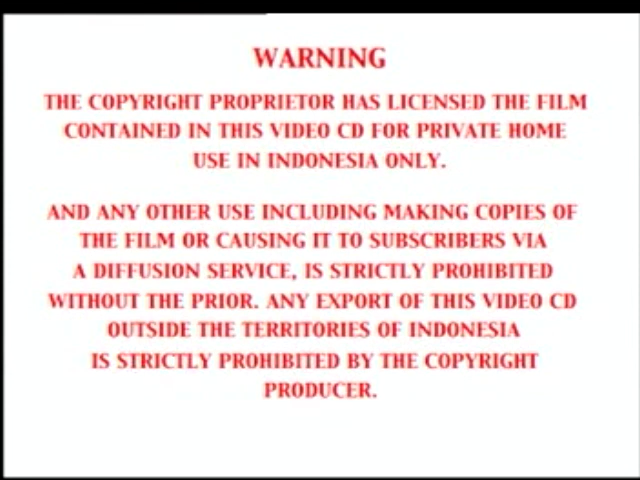 WARNING
THE COPYRIGHT PROPRIETOR HAS LICENSED THE FILM
CONTAINED IN THIS VIDEO CD FOR PRIVATE HOME
USE IN INDONESIA ONLY.
AND ANY OTHER USE INCLUDING MAKING COPIES OF
THE FILM OR CAUSING IT TO SUBSCRIBERS VIA
A DIFFUSION SERVICE, IS STRICTLY PROHIBITED
WITHOUT THE PRIOR. ANY EXPORT OF THIS VIDEO CD
OUTSIDE THE TERRITORIES OF INDONESIA
IS STRICTLY PROHIBITED BY THE COPYRIGHT
PRODUCER.